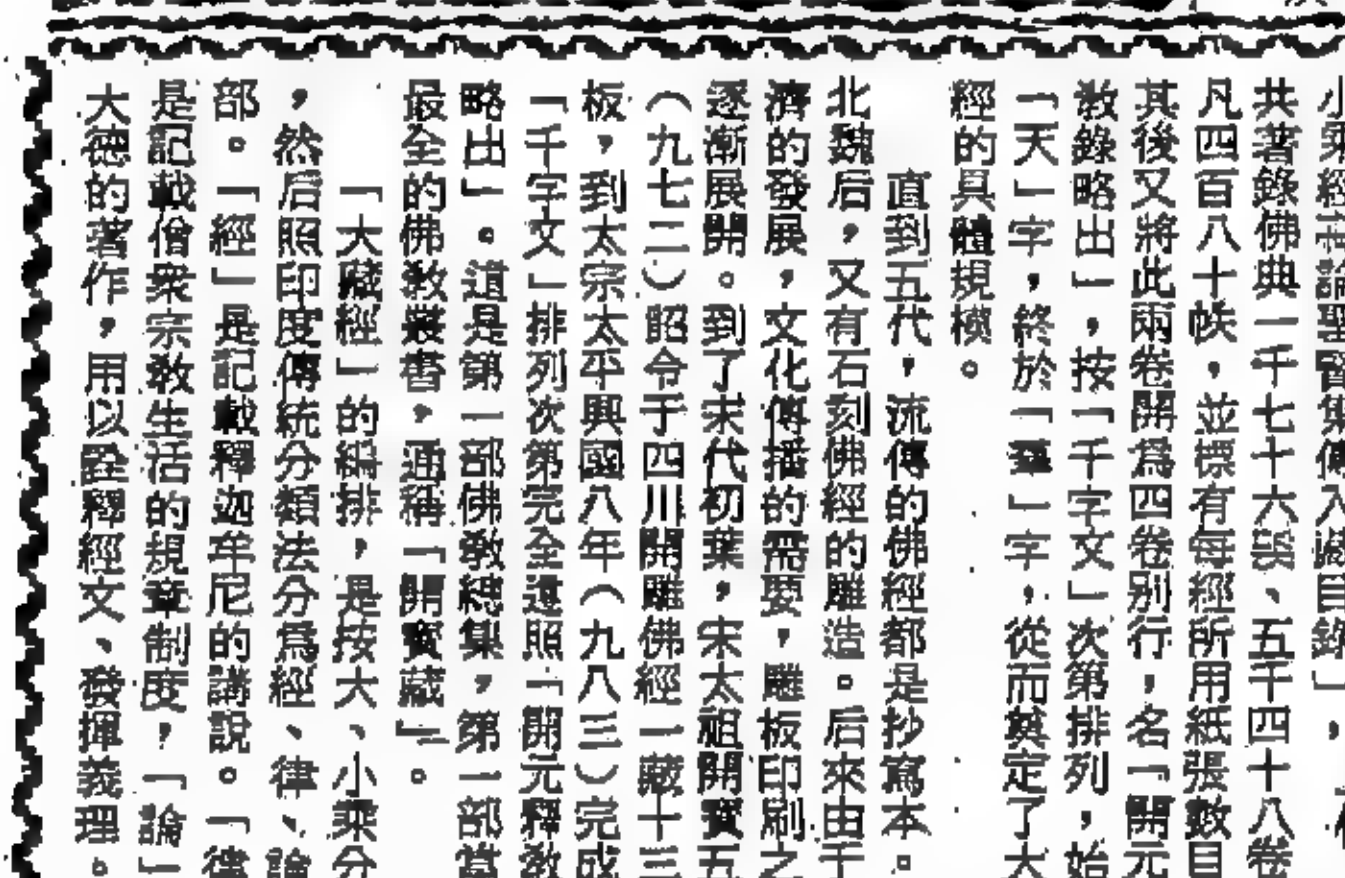 小乘經
論聖賢集傳入藏目錄」，
共著錄佛典一千七十六部、五千四十八卷
凡四百八十帙，並標有每經所用紙張數目
其後又將此兩卷開爲四卷別行，名「開元
教錄略出」，按「千字文」次第排列，始
「天」字，終於「羣」字，從而奠定了大
經的具體規模。
直到五代，流傳的佛經都是抄寫本。
北魏后，又有石刻佛經的雕造。后來由于
濟的發展，文化傳播的需要，雕板印刷之
逐漸展開。到了宋代初葉，宋太祖開寶五
（九七二）詔令于四川開雕佛經一藏十三
板，到太宗太平興國八年（九八三）完成
「千字文」排列次第完全遵照「開元釋教
略出」。這是第一部佛教總集，第一部當
最全的佛教叢書，通稱「開寶藏」。
「大藏經」的編排，是按大、小乘分
，然后照印度傳統分類法分爲經、律、論
部。「經」是記載釋迦牟尼的講說。「律
是記載僧衆宗教生活的規章制度，「論」
大德的著作，用以詮釋經文、發揮義理。